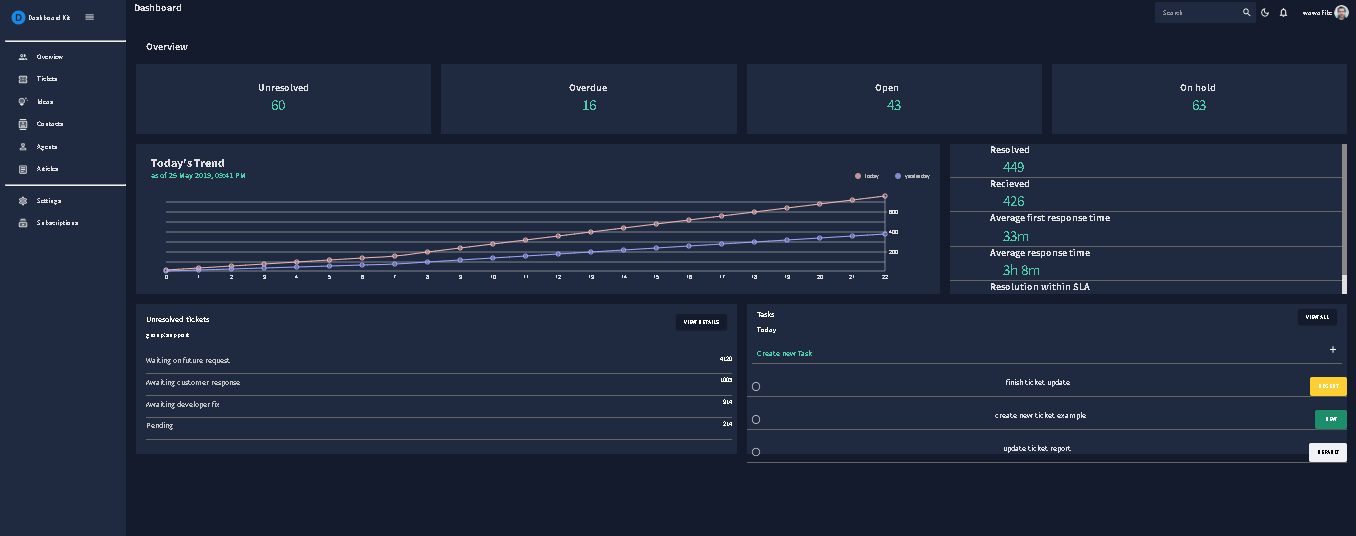 Dashboard
Dashboard Kit
Search
Overview
Overview
Tickets
Ideas
Contacts
Agents
Articles
Settings
Subscriptions
Unresolved
60
Overdue
16
Open
43
On hold
63
Today's Trend
as of 25 May 2019, 09:41 PM
today
yesterday
600
400
200
0 1 2 3 4 5 6 7 8 9 10 11 12 13 14 15 16 17 18 19 20 21 22
Resolved
449
Recieved
426
Average first response time
33m
Average response time
3h 8m
Resolution within SLA
Unresolved tickets
VIEW DETAILS
Waiting on future request
Awaiting customer response
Awaiting developer fix
914
Pending
214
Tasks
VIEW ALL
Today
Create new Task
finish ticket update
URGENT
create new ticket example
NEW
update ticket report
DEFAULT